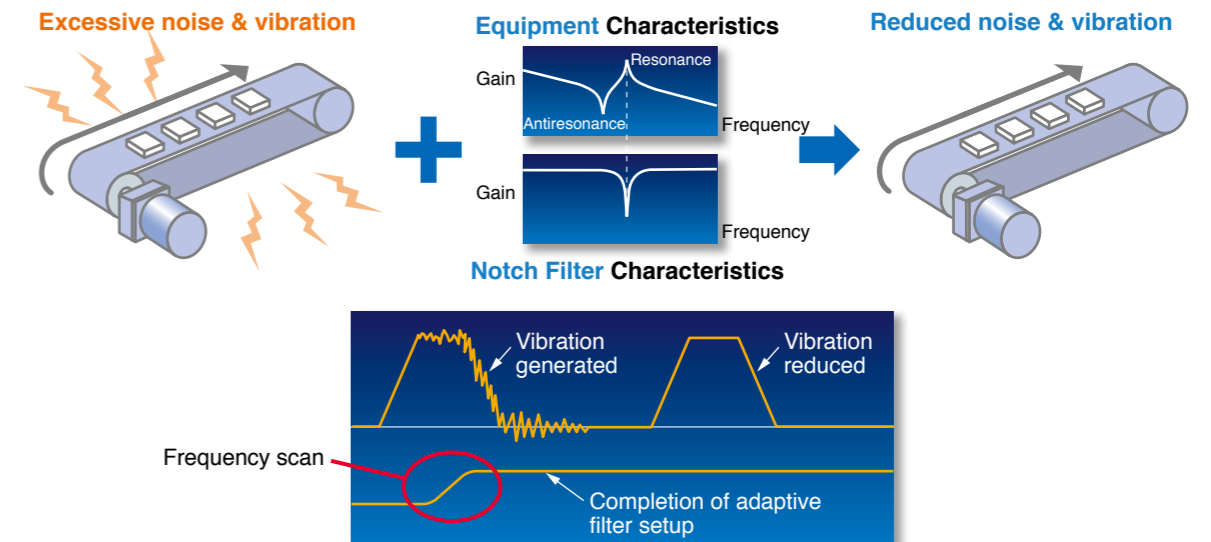 Excessive noise & vibration
Equipment Characteristics
Reduced noise & vibration
Gain
Resonance
Antiresonance
Frequency
Gain
Frequency
Notch Filter Characteristics
Vibration
generated
Vibration
reduced
Frequency scan
Completion of adaptive
filter setup